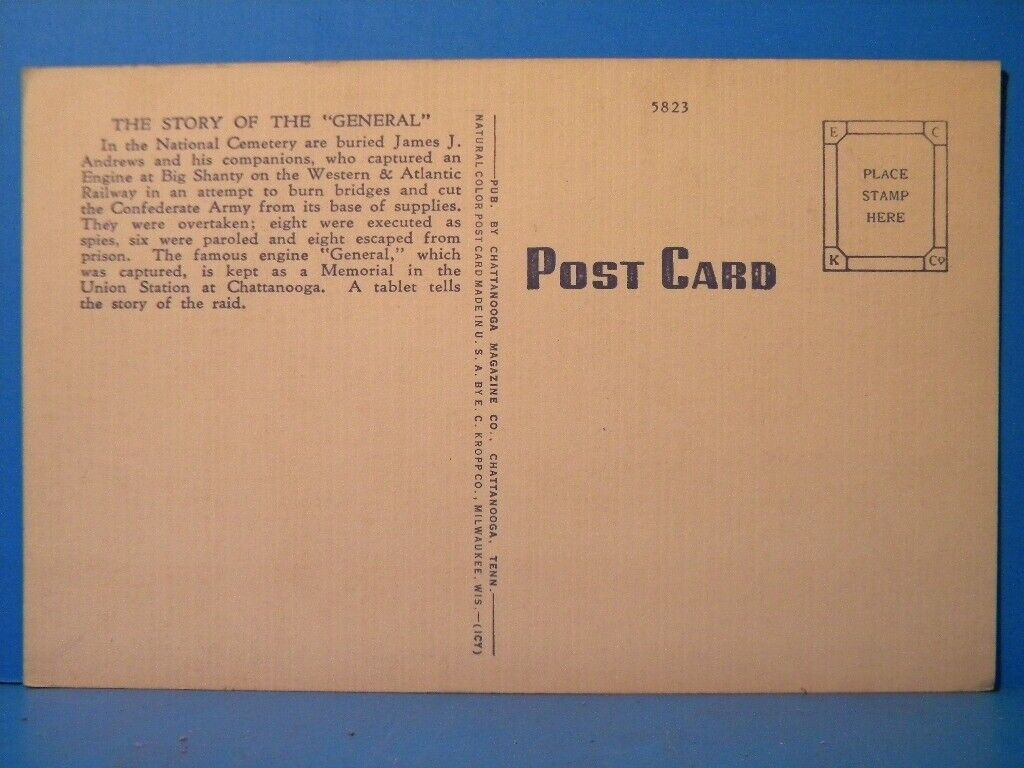 THE STORY OF THE "GENERAL"
In the National Cemetery are buried James J.
Andrews and his companions, who captured an
Engine at Big Shanty on the Western & Atlantic
Railway in an attempt to burn bridges and cut
the Confederate Army from its base of supplies.
They were overtaken; eight were executed as
spies, six were paroled and eight escaped from
prison. The famous engine "General," which
was captured, is kept as a Memorial in the
Union Station at Chattanooga. A tablet tells
the story of the raid.
PUB. BY CHATTANOOGA MAGAZINE CO., CHATTANOOGA, TENN.
NATURAL COLOR POST CARD MADE IN U. S. A. BY E. C. KROPP CO., MILWAUKEE, WIS.—(ICY)
5823
POST CARD
E C
PLACE
STAMP
HERE
K Co